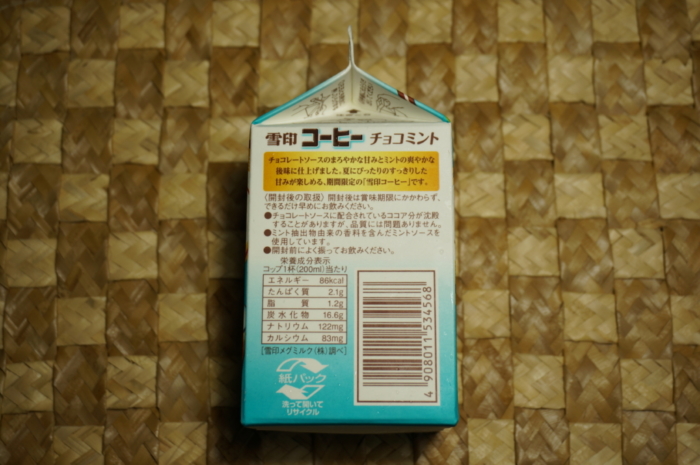 雪印 コーヒー チョコミント
チョコレートソースのまろやかな甘みとミントの爽やかな
後味に仕上げました。夏にぴったりのすっきりした
甘みが楽しめる、期間限定の「雪印コーヒー」です。
〈開封後の取扱〉開封後は賞味期限にかかわらず、
できるだけ早めにお飲みください。
●チョコレートソースに配合されているココア分が沈殿
することがありますが、品質には問題ありません。
●ミント抽出物由来の香料を含んだミントソースを
使用しています。
●開封前によく振ってお飲みください。
栄養成分表示
コップ1杯(200ml)当たり
エネルギー 86kcal
たんぱく質 2.1g
脂質 1.2g
炭水化物 16.6g
ナトリウム 122mg
カルシウム 83mg
[雪印メグミルク(株)調べ]
紙パック
洗って開いて
リサイクル
4 908011 534568